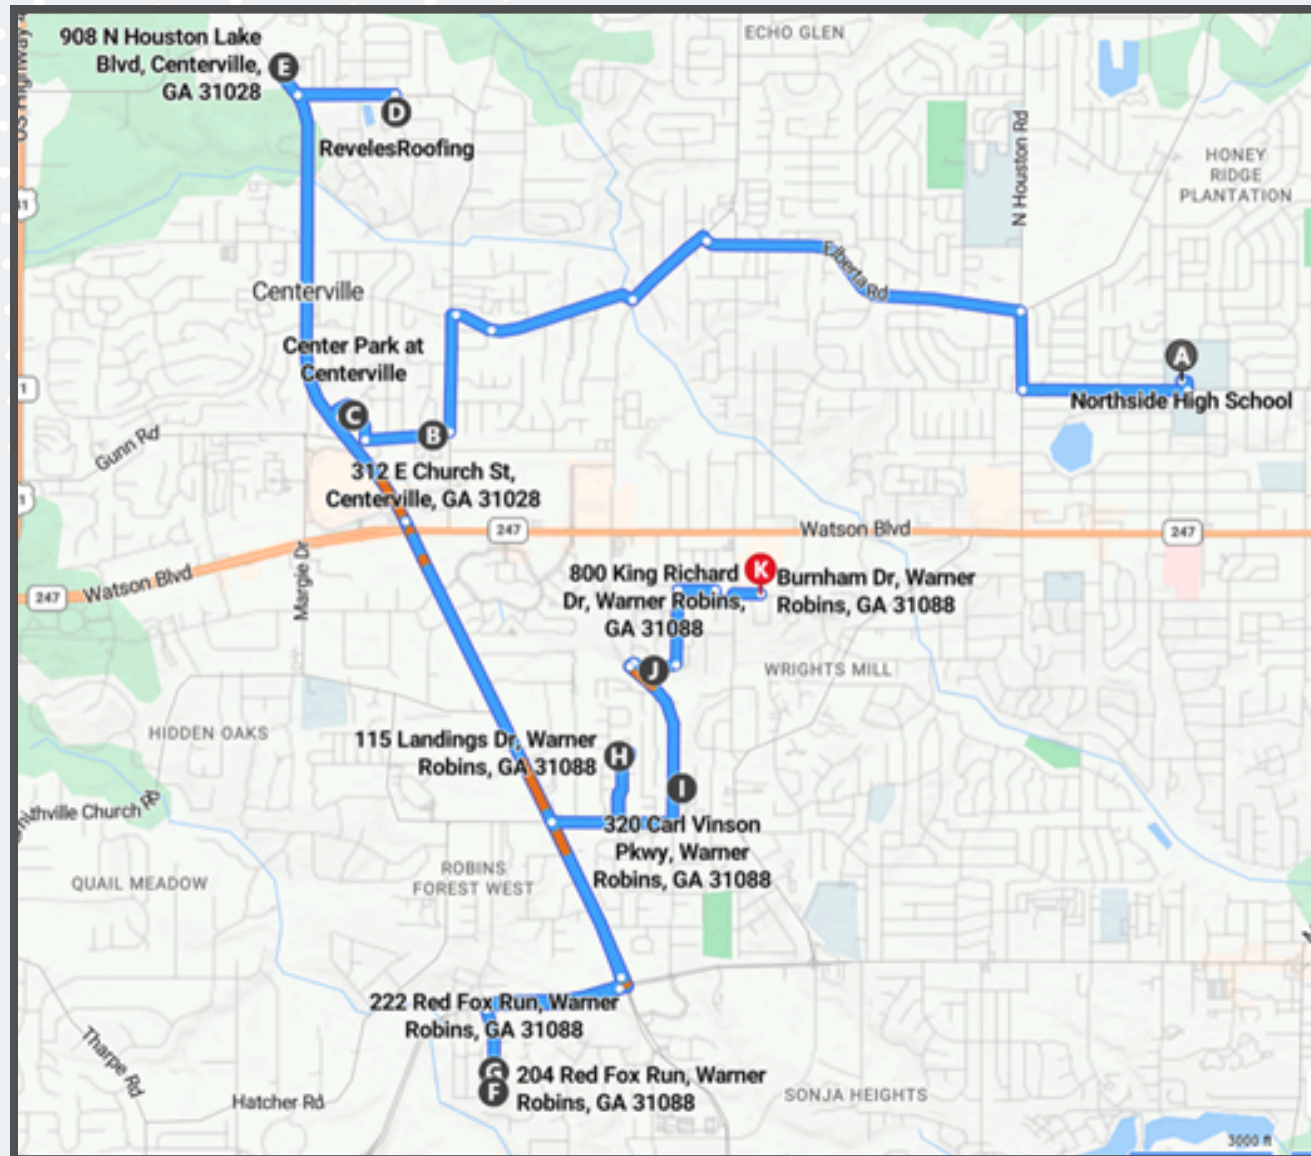 ECHO GLEN
908 N Houston Lake
Blvd, Centerville,
GA 31028
E
D
RevelesRoofing
N Houston Rd
HONEY
RIDGE
PLANTATION
Elberta Rd
Centerville
Center Park at
Centerville
A
Northside High School
C
B
1
Gunn Rd
312 E Church St,
Centerville, GA 31028
247
Watson Blvd
247
247
Watson Blvd
Margie Dr
800 King Richard
Dr, Warner Robins,
GA 31088
K
Burnham Dr, Warner
Robins, GA 31088
J
WRIGHTS MILL
HIDDEN OAKS
115 Landings Dr, Warner
Robins, GA 31088
H
I
thville Church Rd
320 Carl Vinson
Pkwy, Warner
Robins, GA 31088
QUAIL MEADOW
ROBINS
FOREST WEST
222 Red Fox Run, Warner
Robins, GA 31088
G
F
204 Red Fox Run, Warner
Robins, GA 31088
Tharpe Rd
Hatcher Rd
SONJA HEIGHTS
3000 ft